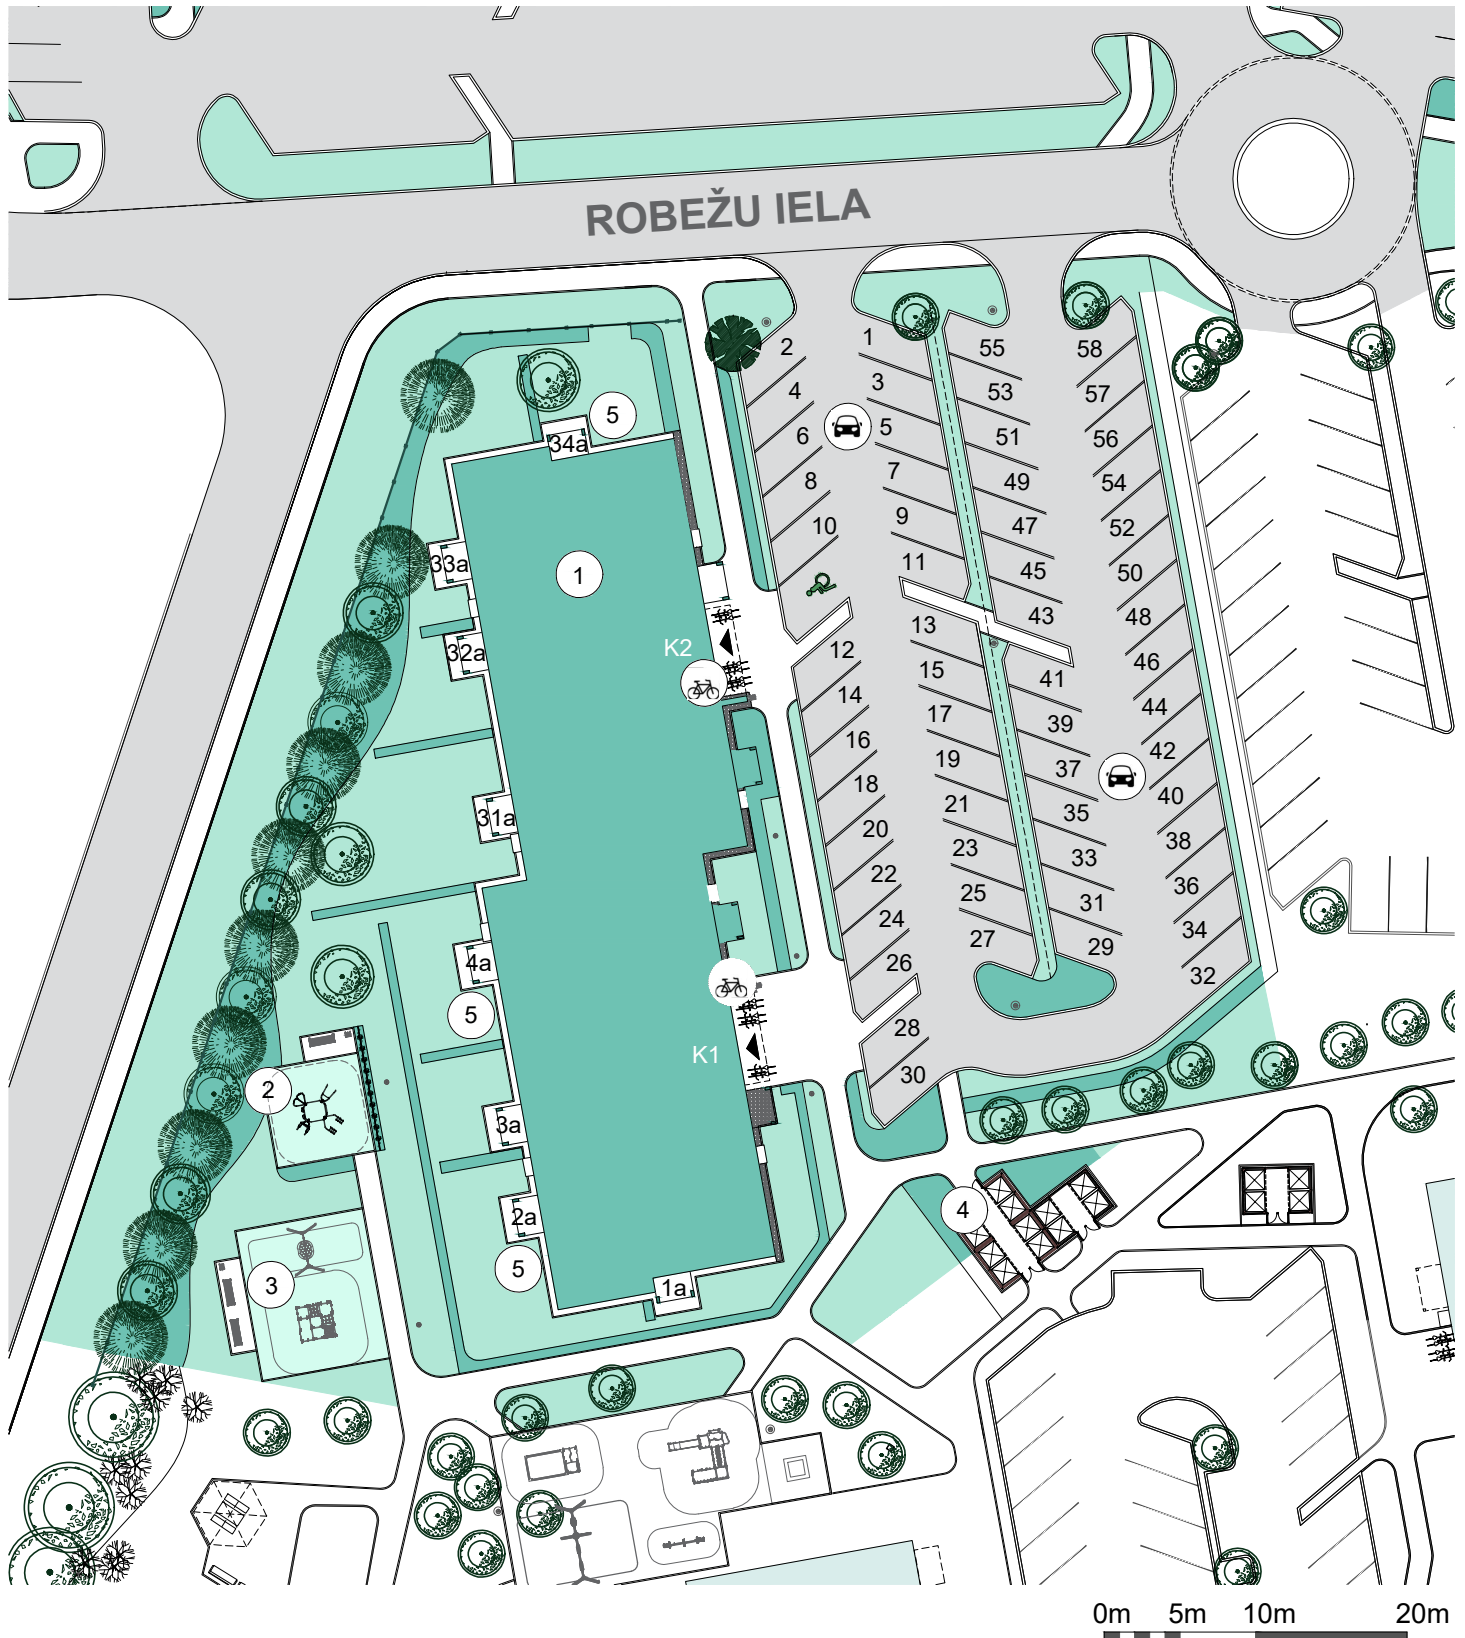 ROBEŽU IELA
2 1 55 58
4 3 53 57
6 5 51 56
8 7 49 54
10 9 47 52
11 45 50
13 43 48
12 15 41 46
14 17 39 44
16 19 37 42
18 21 35 40
20 23 33 38
22 25 31 36
24 27 29 34
26 32
28
30
5
34a
33a
1
32a
K2
31a
4a
5
K1
2
3a
2a
4
5
3
1a
0m 5m 10m 20m